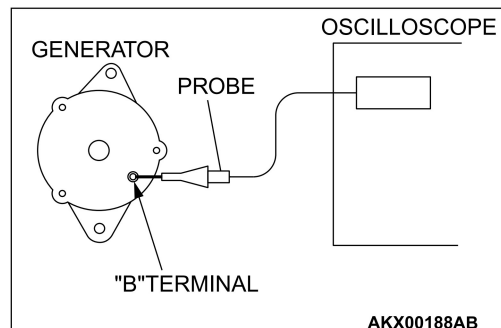 OSCILLOSCOPE
GENERATOR
PROBE
"B"TERMINAL
AKX00188AB